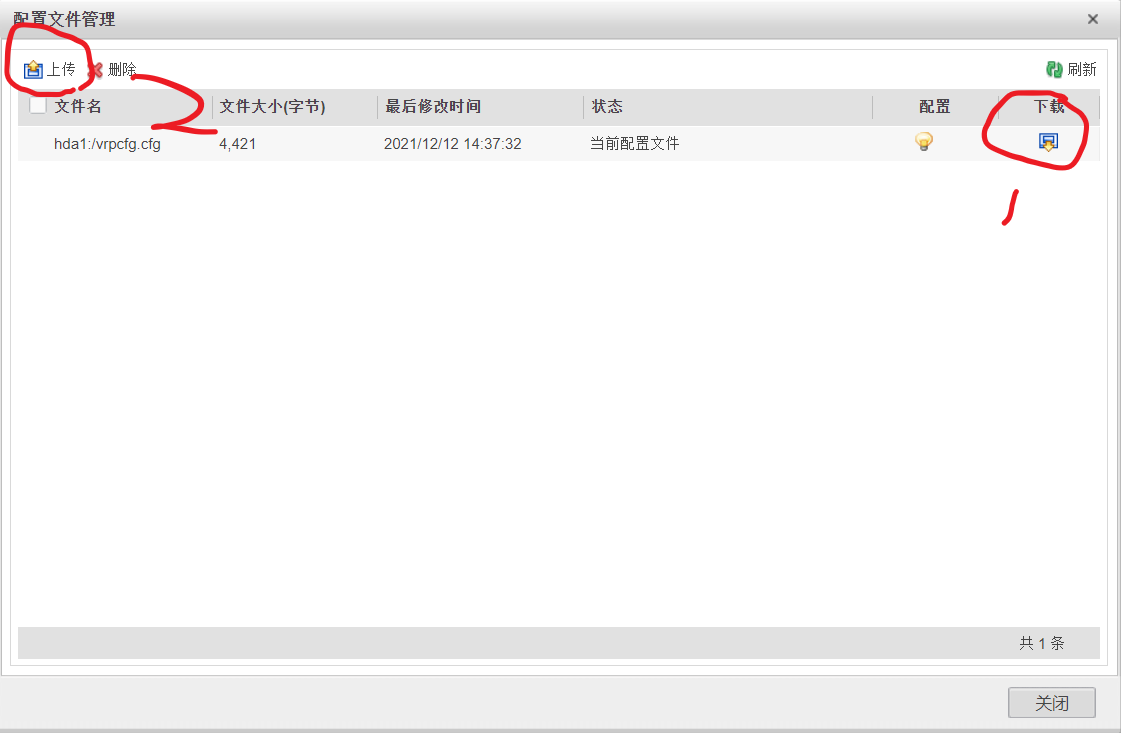 配置文件管理
上传 删除 刷新
文件名 文件大小(字节) 最后修改时间 状态 配置 下载
hda1:/vrpcfg.cfg 4,421 2021/12/12 14:37:32 当前配置文件
2
1
共 1 条
关闭